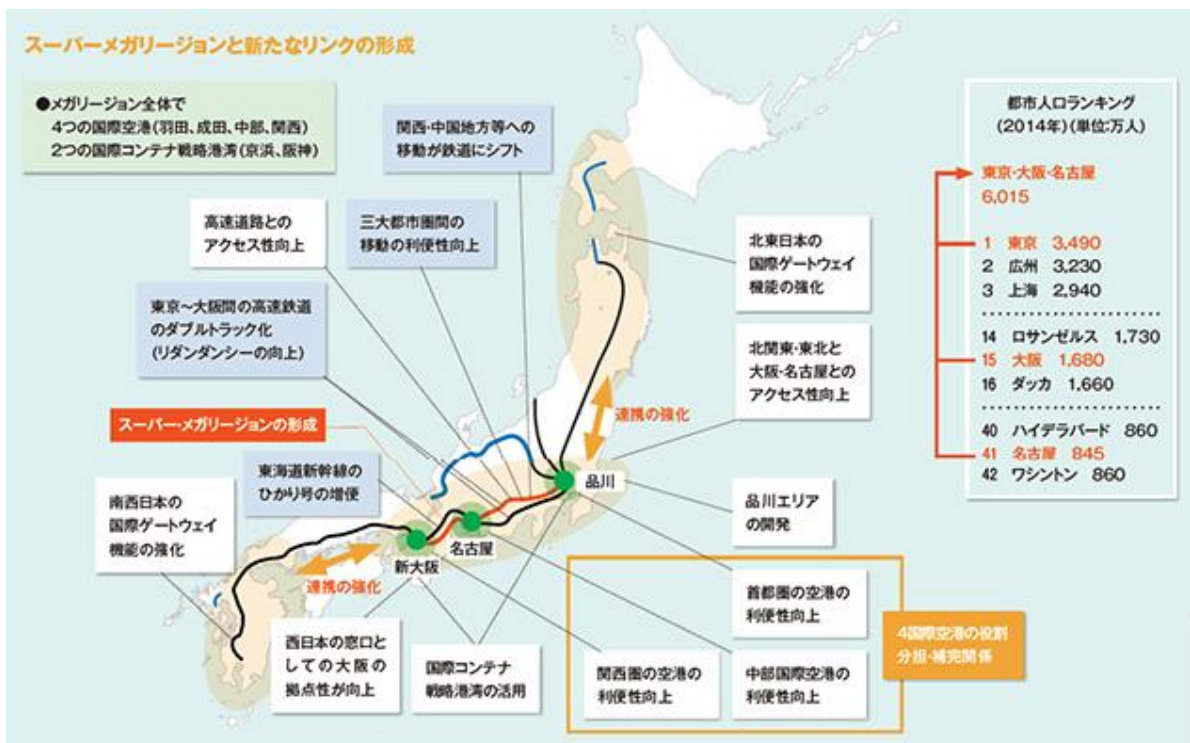 スーパーメガリージョンと新たなリンクの形成
●メガリージョン全体で
4つの国際空港(羽田、成田、中部、関西)
2つの国際コンテナ戦略港湾(京浜、阪神)
関西・中国地方等への
移動が鉄道にシフト
高速道路との
アクセス性向上
三大都市圏間の
移動の利便性向上
東京～大阪間の高速鉄道
のダブルトラック化
(リダンダンシーの向上)
スーパー・メガリージョンの形成
東海道新幹線の
ひかり号の増便
南西日本の
国際ゲートウェイ
機能の強化
北東日本の
国際ゲートウェイ
機能の強化
北関東・東北と
大阪・名古屋との
アクセス性向上
連携の強化
品川
名古屋
新大阪
連携の強化
品川エリア
の開発
西日本の窓口と
しての大阪の
拠点性が向上
国際コンテナ
戦略港湾の活用
首都圏の空港の
利便性向上
関西圏の空港の
利便性向上
中部国際空港の
利便性向上
4国際空港の役割
分担・補完関係
都市人口ランキング
(2014年)(単位:万人)
東京・大阪・名古屋
6,015
1 東京 3,490
2 広州 3,230
3 上海 2,940
14 ロサンゼルス 1,730
15 大阪 1,680
16 ダッカ 1,660
40 ハイデラバード 860
41 名古屋 845
42 ワシントン 860